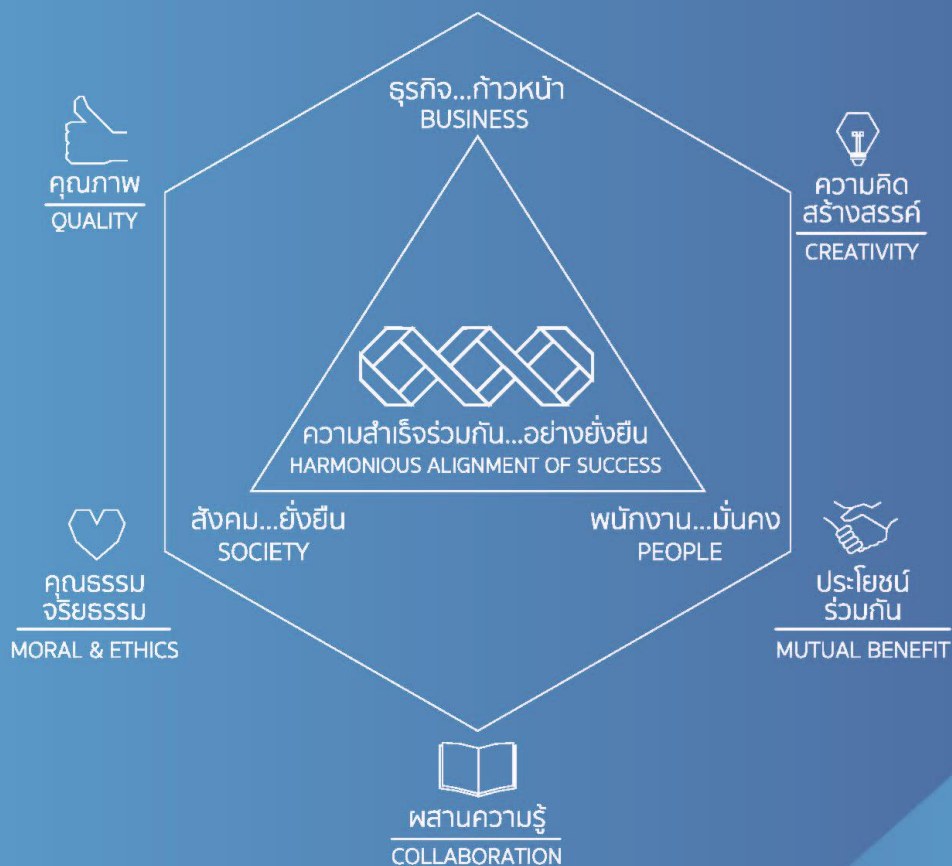 ธุรกิจ...ก้าวหน้า
BUSINESS
คุณภาพ
QUALITY
ความคิด
สร้างสรรค์
CREATIVITY
ความสำเร็จร่วมกัน...อย่างยั่งยืน
HARMONIOUS ALIGNMENT OF SUCCESS
สังคม...ยั่งยืน
SOCIETY
พนักงาน...มั่นคง
PEOPLE
คุณธรรม
จริยธรรม
MORAL & ETHICS
ประโยชน์
ร่วมกัน
MUTUAL BENEFIT
ผสานความรู้
COLLABORATION